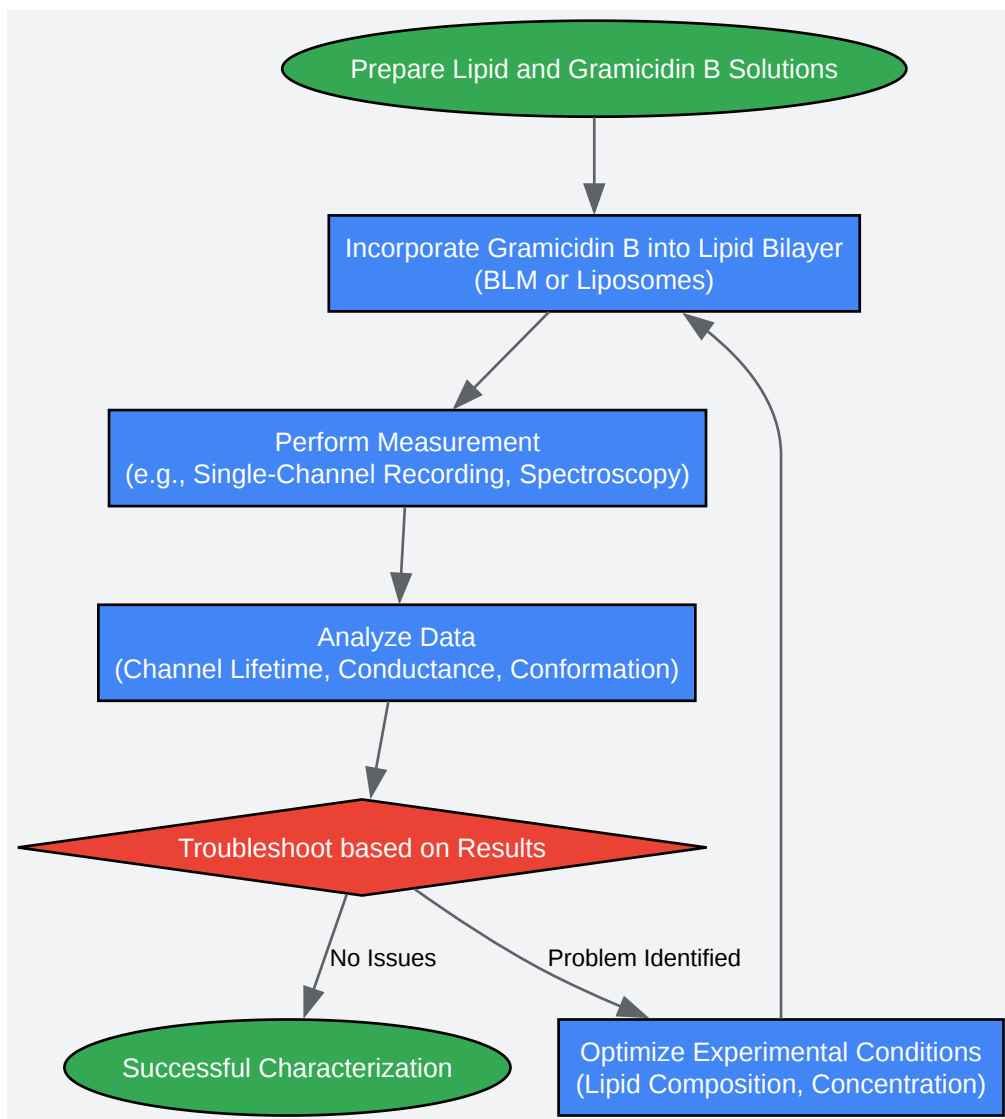 Prepare Lipid and Gramicidin B Solutions
Incorporate Gramicidin B into Lipid Bilayer
(BLM or Liposomes)
Perform Measurement
(e.g., Single-Channel Recording, Spectroscopy)
Analyze Data
(Channel Lifetime, Conductance, Conformation)
Troubleshoot based on Results
No Issues
Problem Identified
Successful Characterization
Optimize Experimental Conditions
(Lipid Composition, Concentration)